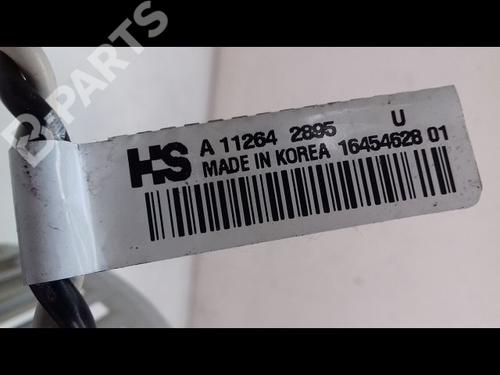 B-PARTS
HS A 11264 2895 U
MADE IN KOREA 16454628 01